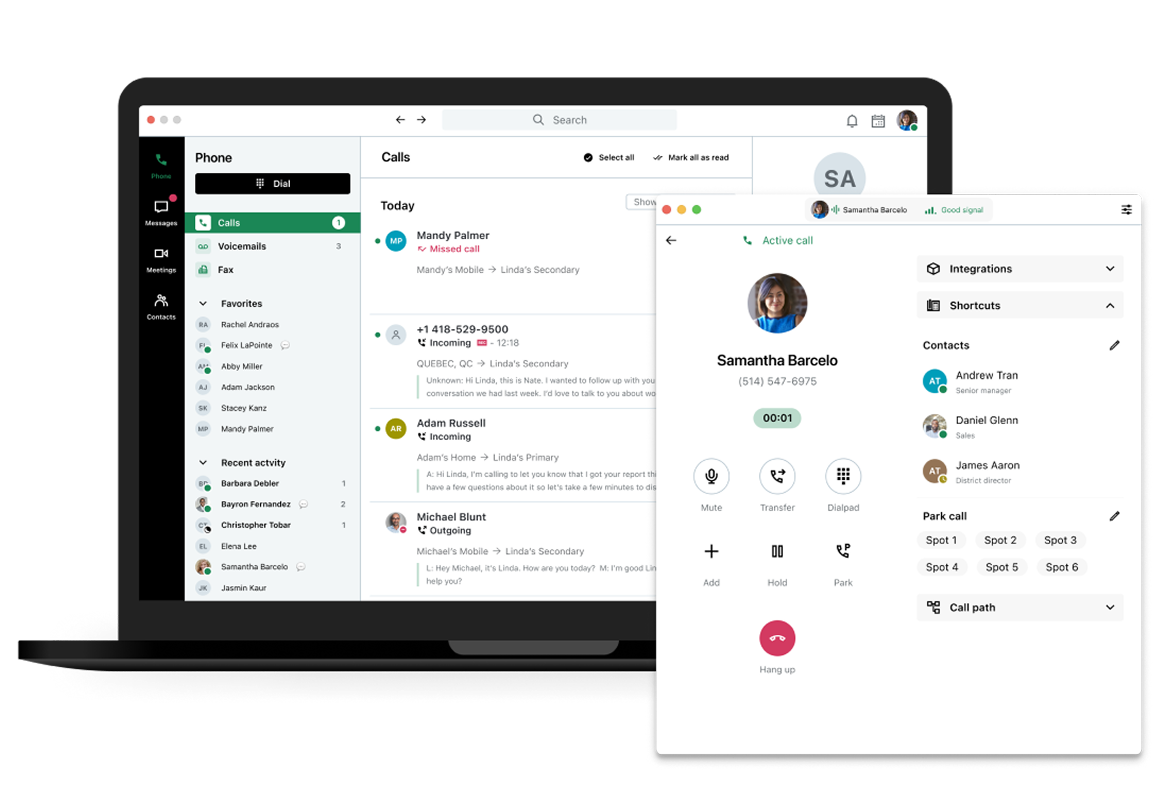 Search
Phone
Messages
Meetings
Contacts
Phone
Dial
Calls
1
Voicemails
3
Fax
Favorites
RA Rachel Andraos
Felix LaPointe
Abby Miller
AJ Adam Jackson
SK Stacey Kanz
MP Mandy Palmer
Recent actvity
Barbara Debler 1
Bayron Fernandez 2
Christopher Tobar 1
EL Elena Lee
Samantha Barcelo
JK Jasmin Kaur
Calls
Select all
Mark all as read
Today
Show
MP
Mandy Palmer
Missed call
Mandy's Mobile → Linda's Secondary
+1 418-529-9500
Incoming - 12:18
QUEBEC, QC → Linda's Secondary
Unknown: Hi Linda, this is Nate. I wanted to follow up with you
conversation we had last week. I'd love to talk to you about
AR
Adam Russell
Incoming
Adam's Home → Linda's Primary
A: Hi Linda, I'm calling to let you know that I got your report
have a few questions about it so let's take a few minutes to
Michael Blunt
Outgoing
Michael's Mobile → Linda's Secondary
L: Hey Michael, it's Linda. How are you today? M: I'm good
help you?
SA
Samantha Barcelo
Good signal
Active call
Samantha Barcelo
(514) 547-6975
00:01
Mute
Transfer
Dialpad
Add
Hold
Park
Hang up
Integrations
Shortcuts
Contacts
AT
Andrew Tran
Senior manager
Daniel Glenn
Sales
AT
James Aaron
District director
Park call
Spot 1 Spot 2 Spot 3
Spot 4 Spot 5 Spot 6
Call path